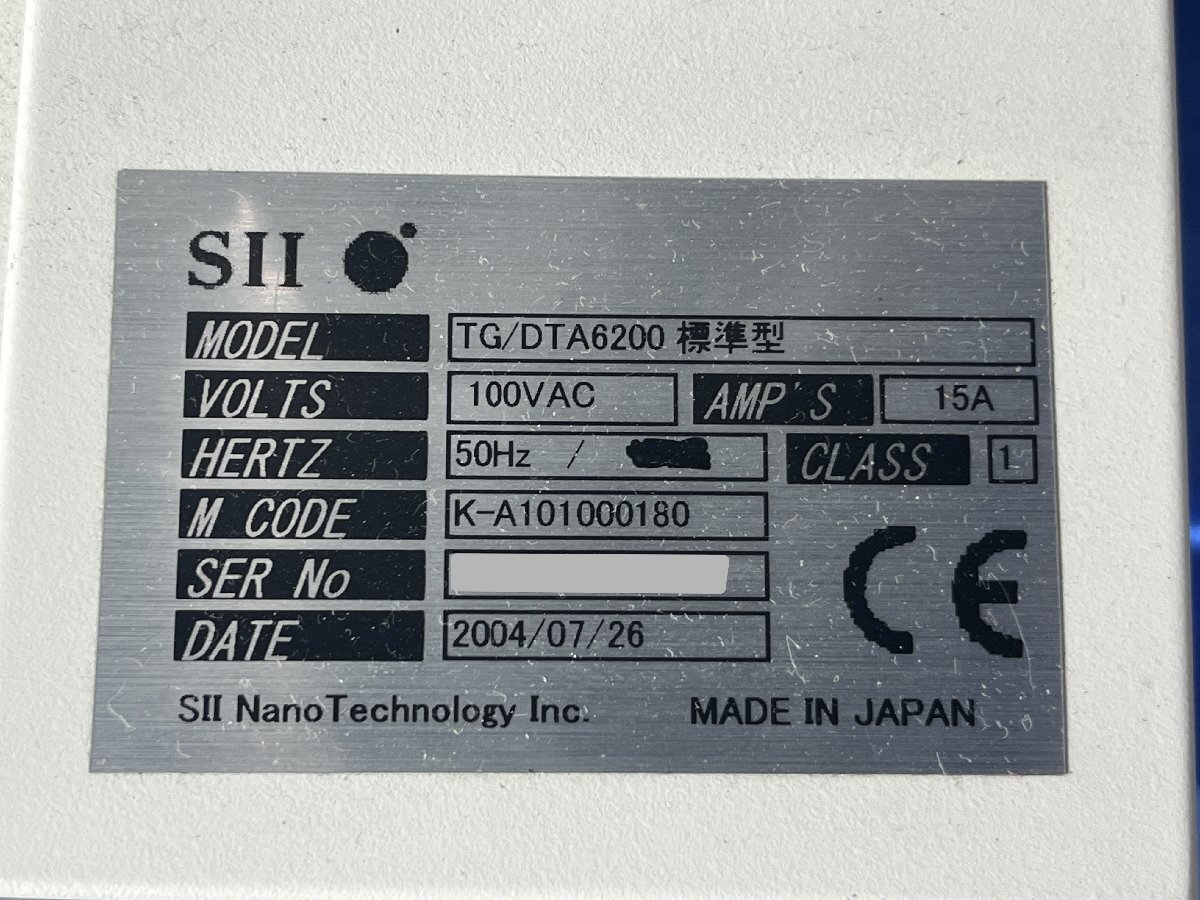 SII
MODEL TG/DTA6200 標準型
VOLTS 100VAC AMP'S 15A
HERTZ 50Hz / CLASS 1
M CODE K-A101000180
SER No
DATE 2004/07/26
CE
SII NanoTechnology Inc. MADE IN JAPAN